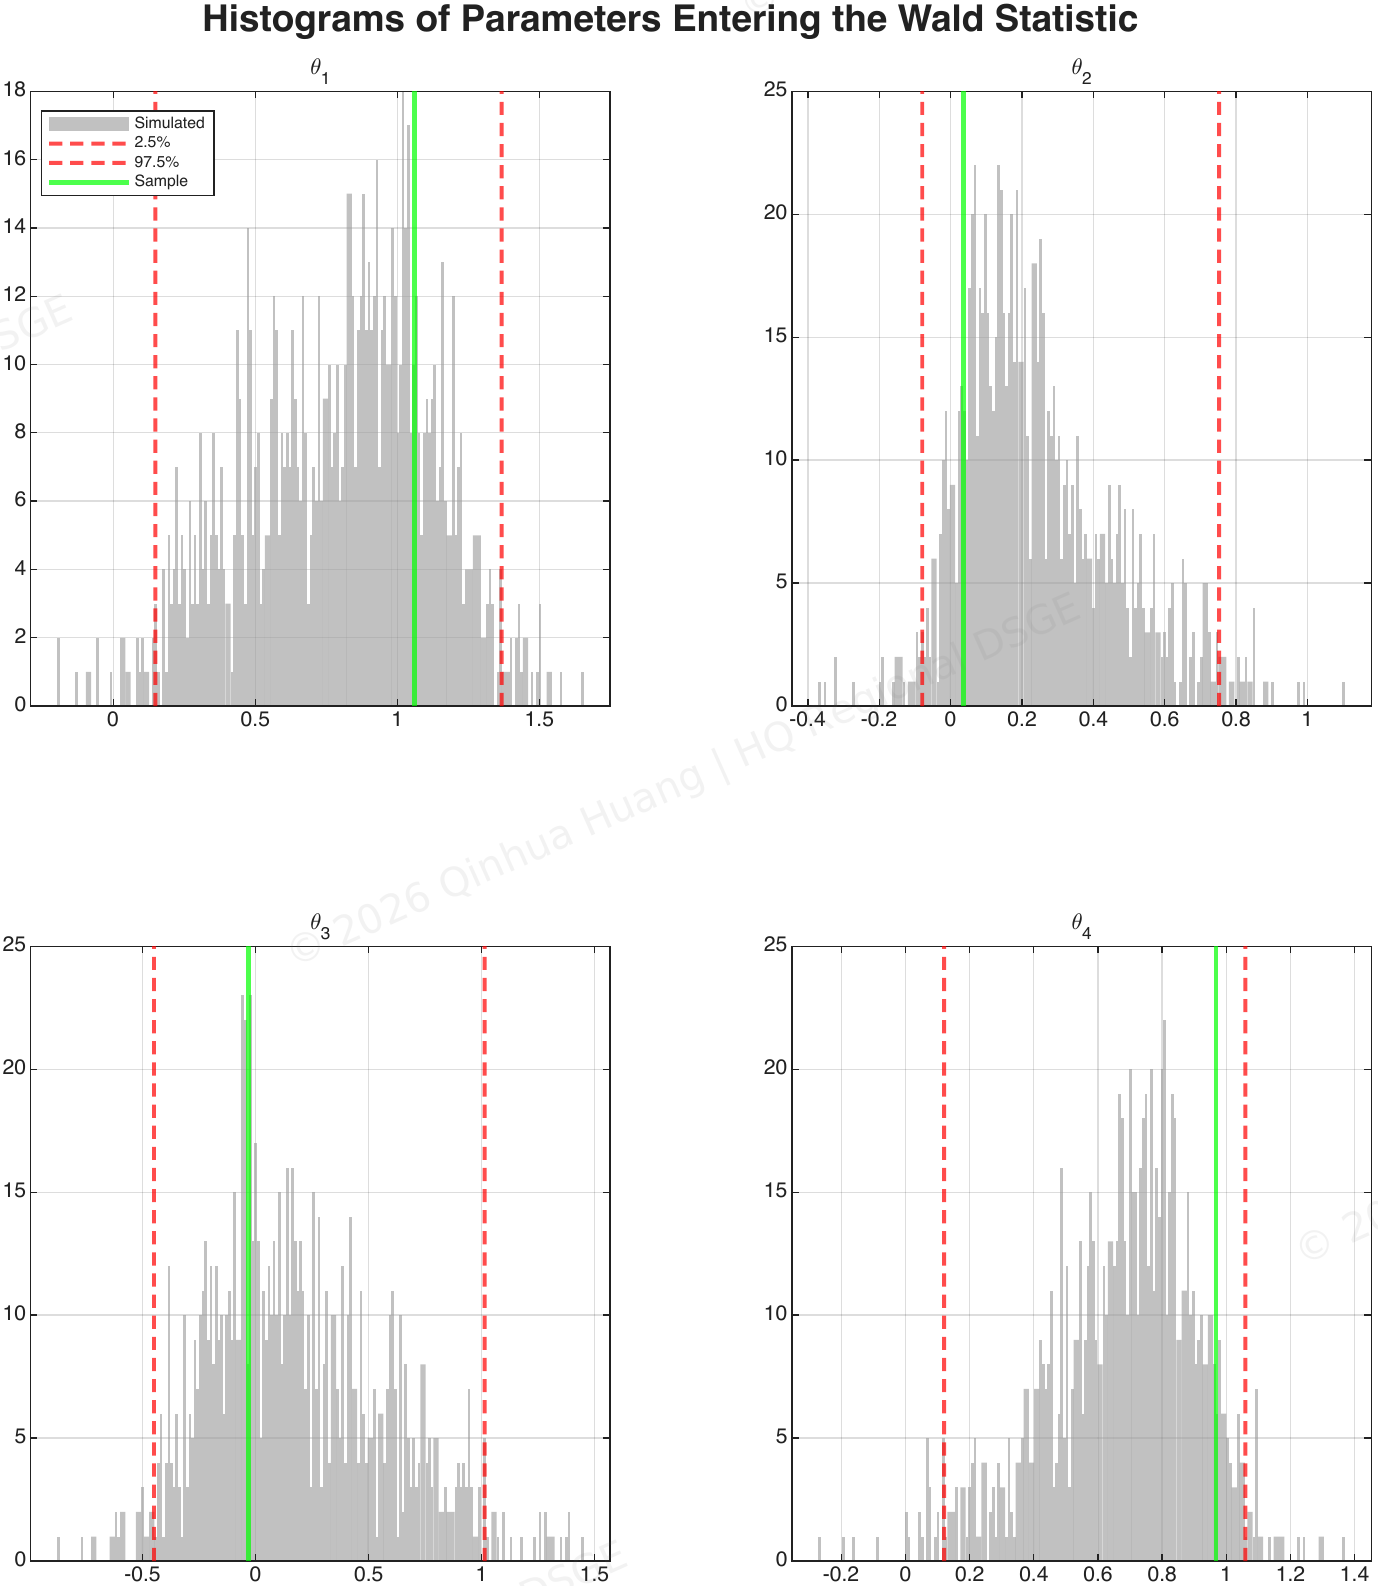 Histograms of Parameters Entering the Wald Statistic
θ1
18
16
14
12
10
8
6
4
2
0
0 0.5 1 1.5
Simulated
2.5%
97.5%
Sample
θ2
25
20
15
10
5
0
-0.4 -0.2 0 0.2 0.4 0.6 0.8 1
θ3
25
20
15
10
5
0
-0.5 0 0.5 1 1.5
θ4
25
20
15
10
5
0
-0.2 0 0.2 0.4 0.6 0.8 1 1.2 1.4
© 2026 Qinhua Huang | HQ Regional DSGE
DSGE
© 20